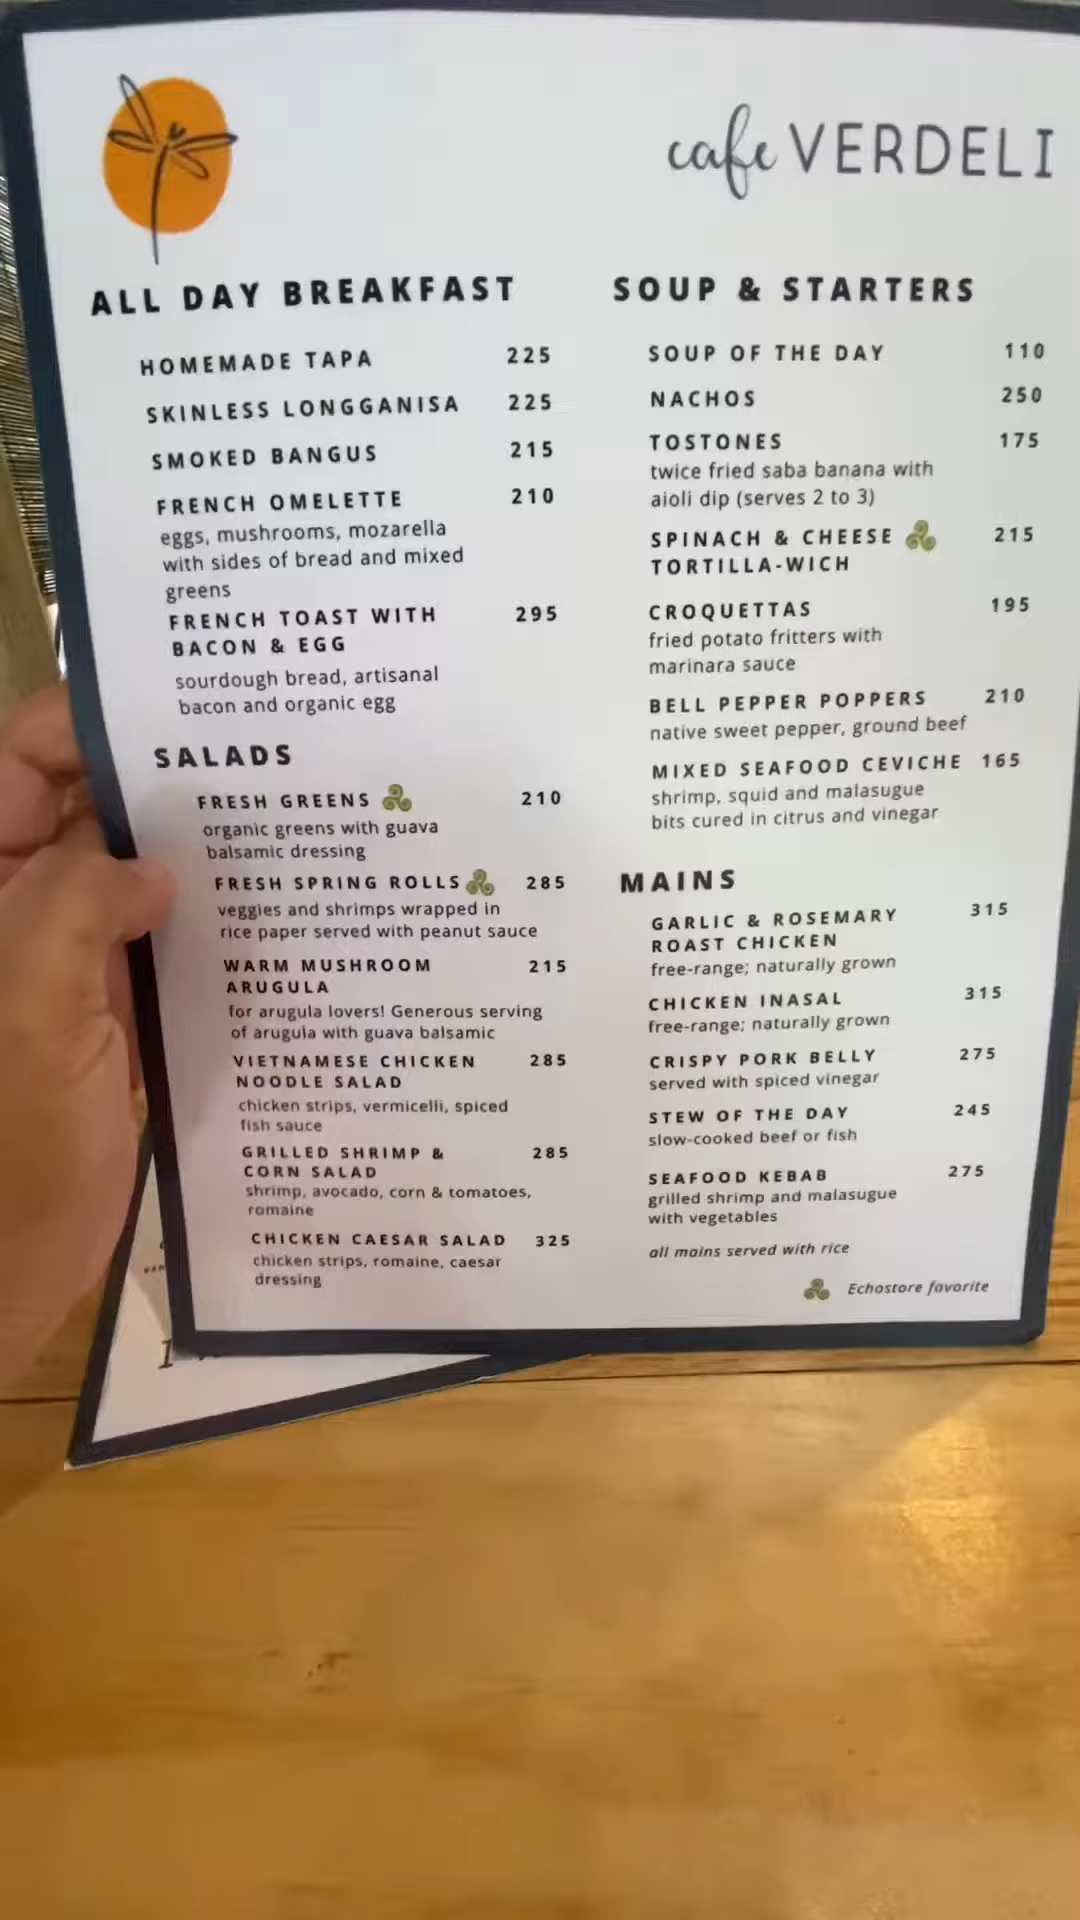 cafe VERDELI
ALL DAY BREAKFAST
HOMEMADE TAPA 225
SKINLESS LONGGANISA 225
SMOKED BANGUS 215
FRENCH OMELETTE 210
eggs, mushrooms, mozarella
with sides of bread and mixed
greens
FRENCH TOAST WITH 295
BACON & EGG
sourdough bread, artisanal
bacon and organic egg
SALADS
FRESH GREENS 210
organic greens with guava
balsamic dressing
FRESH SPRING ROLLS 285
veggies and shrimps wrapped in
rice paper served with peanut sauce
WARM MUSHROOM 215
ARUGULA
for arugula lovers! Generous serving
of arugula with guava balsamic
VIETNAMESE CHICKEN 285
NOODLE SALAD
chicken strips, vermicelli, spiced
fish sauce
GRILLED SHRIMP & 285
CORN SALAD
shrimp, avocado, corn & tomatoes,
romaine
CHICKEN CAESAR SALAD 325
chicken strips, romaine, caesar
dressing
SOUP & STARTERS
SOUP OF THE DAY 110
NACHOS 250
TOSTONES 175
twice fried saba banana with
aioli dip (serves 2 to 3)
SPINACH & CHEESE 215
TORTILLA-WICH
CROQUETTAS 195
fried potato fritters with
marinara sauce
BELL PEPPER POPPERS 210
native sweet pepper, ground beef
MIXED SEAFOOD CEVICHE 165
shrimp, squid and malasugue
bits cured in citrus and vinegar
MAINS
GARLIC & ROSEMARY 315
ROAST CHICKEN
free-range; naturally grown
CHICKEN INASAL 315
free-range; naturally grown
CRISPY PORK BELLY 275
served with spiced vinegar
STEW OF THE DAY 245
slow-cooked beef or fish
SEAFOOD KEBAB 275
grilled shrimp and malasugue
with vegetables
all mains served with rice
Echostore favorite